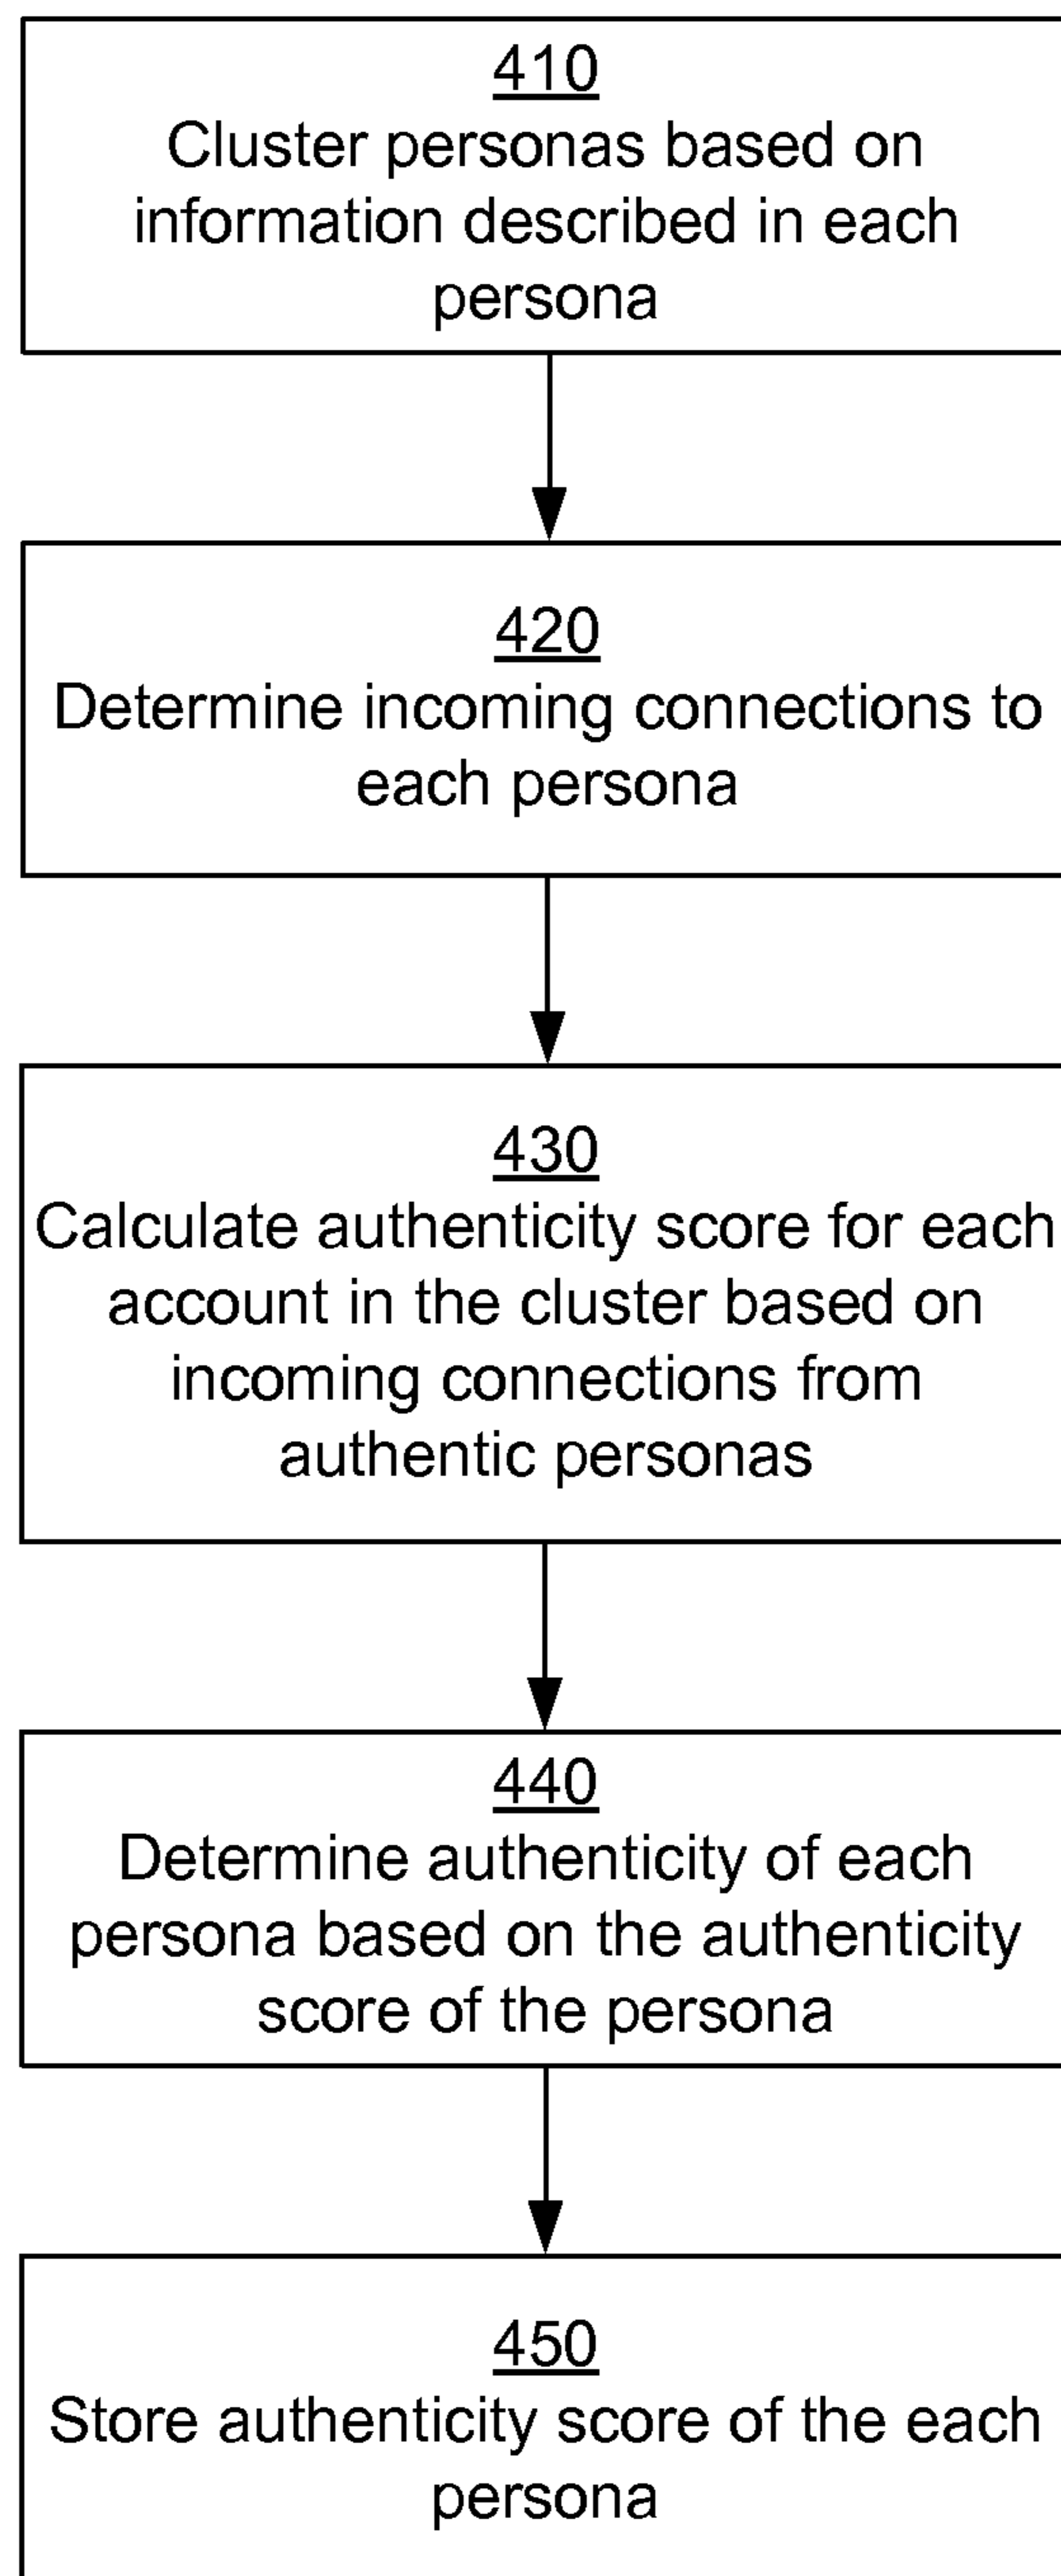 410
Cluster personas based on
information described in each
persona
420
Determine incoming connections to
each persona
430
Calculate authenticity score for each
account in the cluster based on
incoming connections from
authentic personas
440
Determine authenticity of each
persona based on the authenticity
score of the persona
450
Store authenticity score of the each
persona